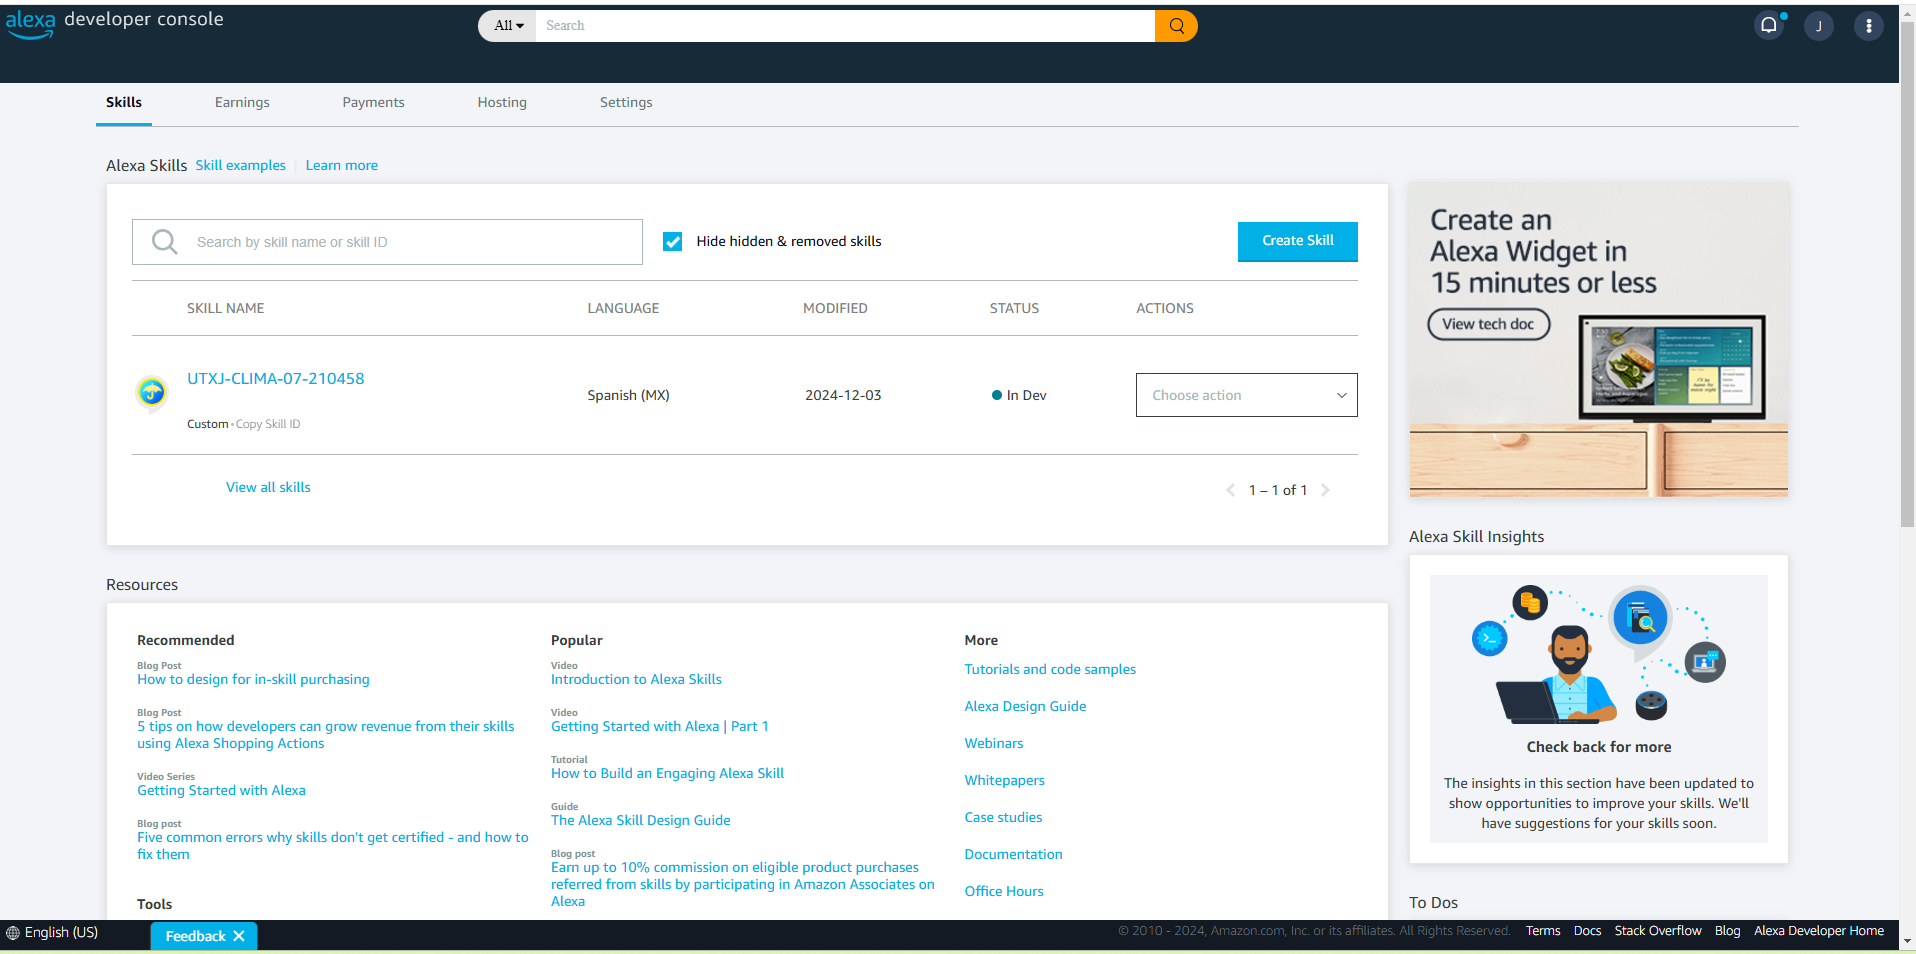 alexa developer console
All
Search
J
Skills
Earnings
Payments
Hosting
Settings
Alexa Skills
Skill examples
Learn more
Search by skill name or skill ID
Hide hidden & removed skills
Create Skill
SKILL NAME
LANGUAGE
MODIFIED
STATUS
ACTIONS
UTXJ-CLIMA-07-210458
Custom • Copy Skill ID
Spanish (MX)
2024-12-03
In Dev
Choose action
View all skills
1 – 1 of 1
Create an
Alexa Widget in
15 minutes or less
View tech doc
Alexa Skill Insights
Check back for more
The insights in this section have been updated to
show opportunities to improve your skills. We'll
have suggestions for your skills soon.
To Dos
Resources
Recommended
Blog Post
How to design for in-skill purchasing
Blog Post
5 tips on how developers can grow revenue from their skills
using Alexa Shopping Actions
Video Series
Getting Started with Alexa
Blog post
Five common errors why skills don't get certified - and how to
fix them
Tools
Popular
Video
Introduction to Alexa Skills
Video
Getting Started with Alexa | Part 1
Tutorial
How to Build an Engaging Alexa Skill
Guide
The Alexa Skill Design Guide
Blog post
Earn up to 10% commission on eligible product purchases
referred from skills by participating in Amazon Associates on
Alexa
More
Tutorials and code samples
Alexa Design Guide
Webinars
Whitepapers
Case studies
Documentation
Office Hours
English (US)
Feedback
© 2010 - 2024, Amazon.com, Inc. or its affiliates. All Rights Reserved.
Terms
Docs
Stack Overflow
Blog
Alexa Developer Home